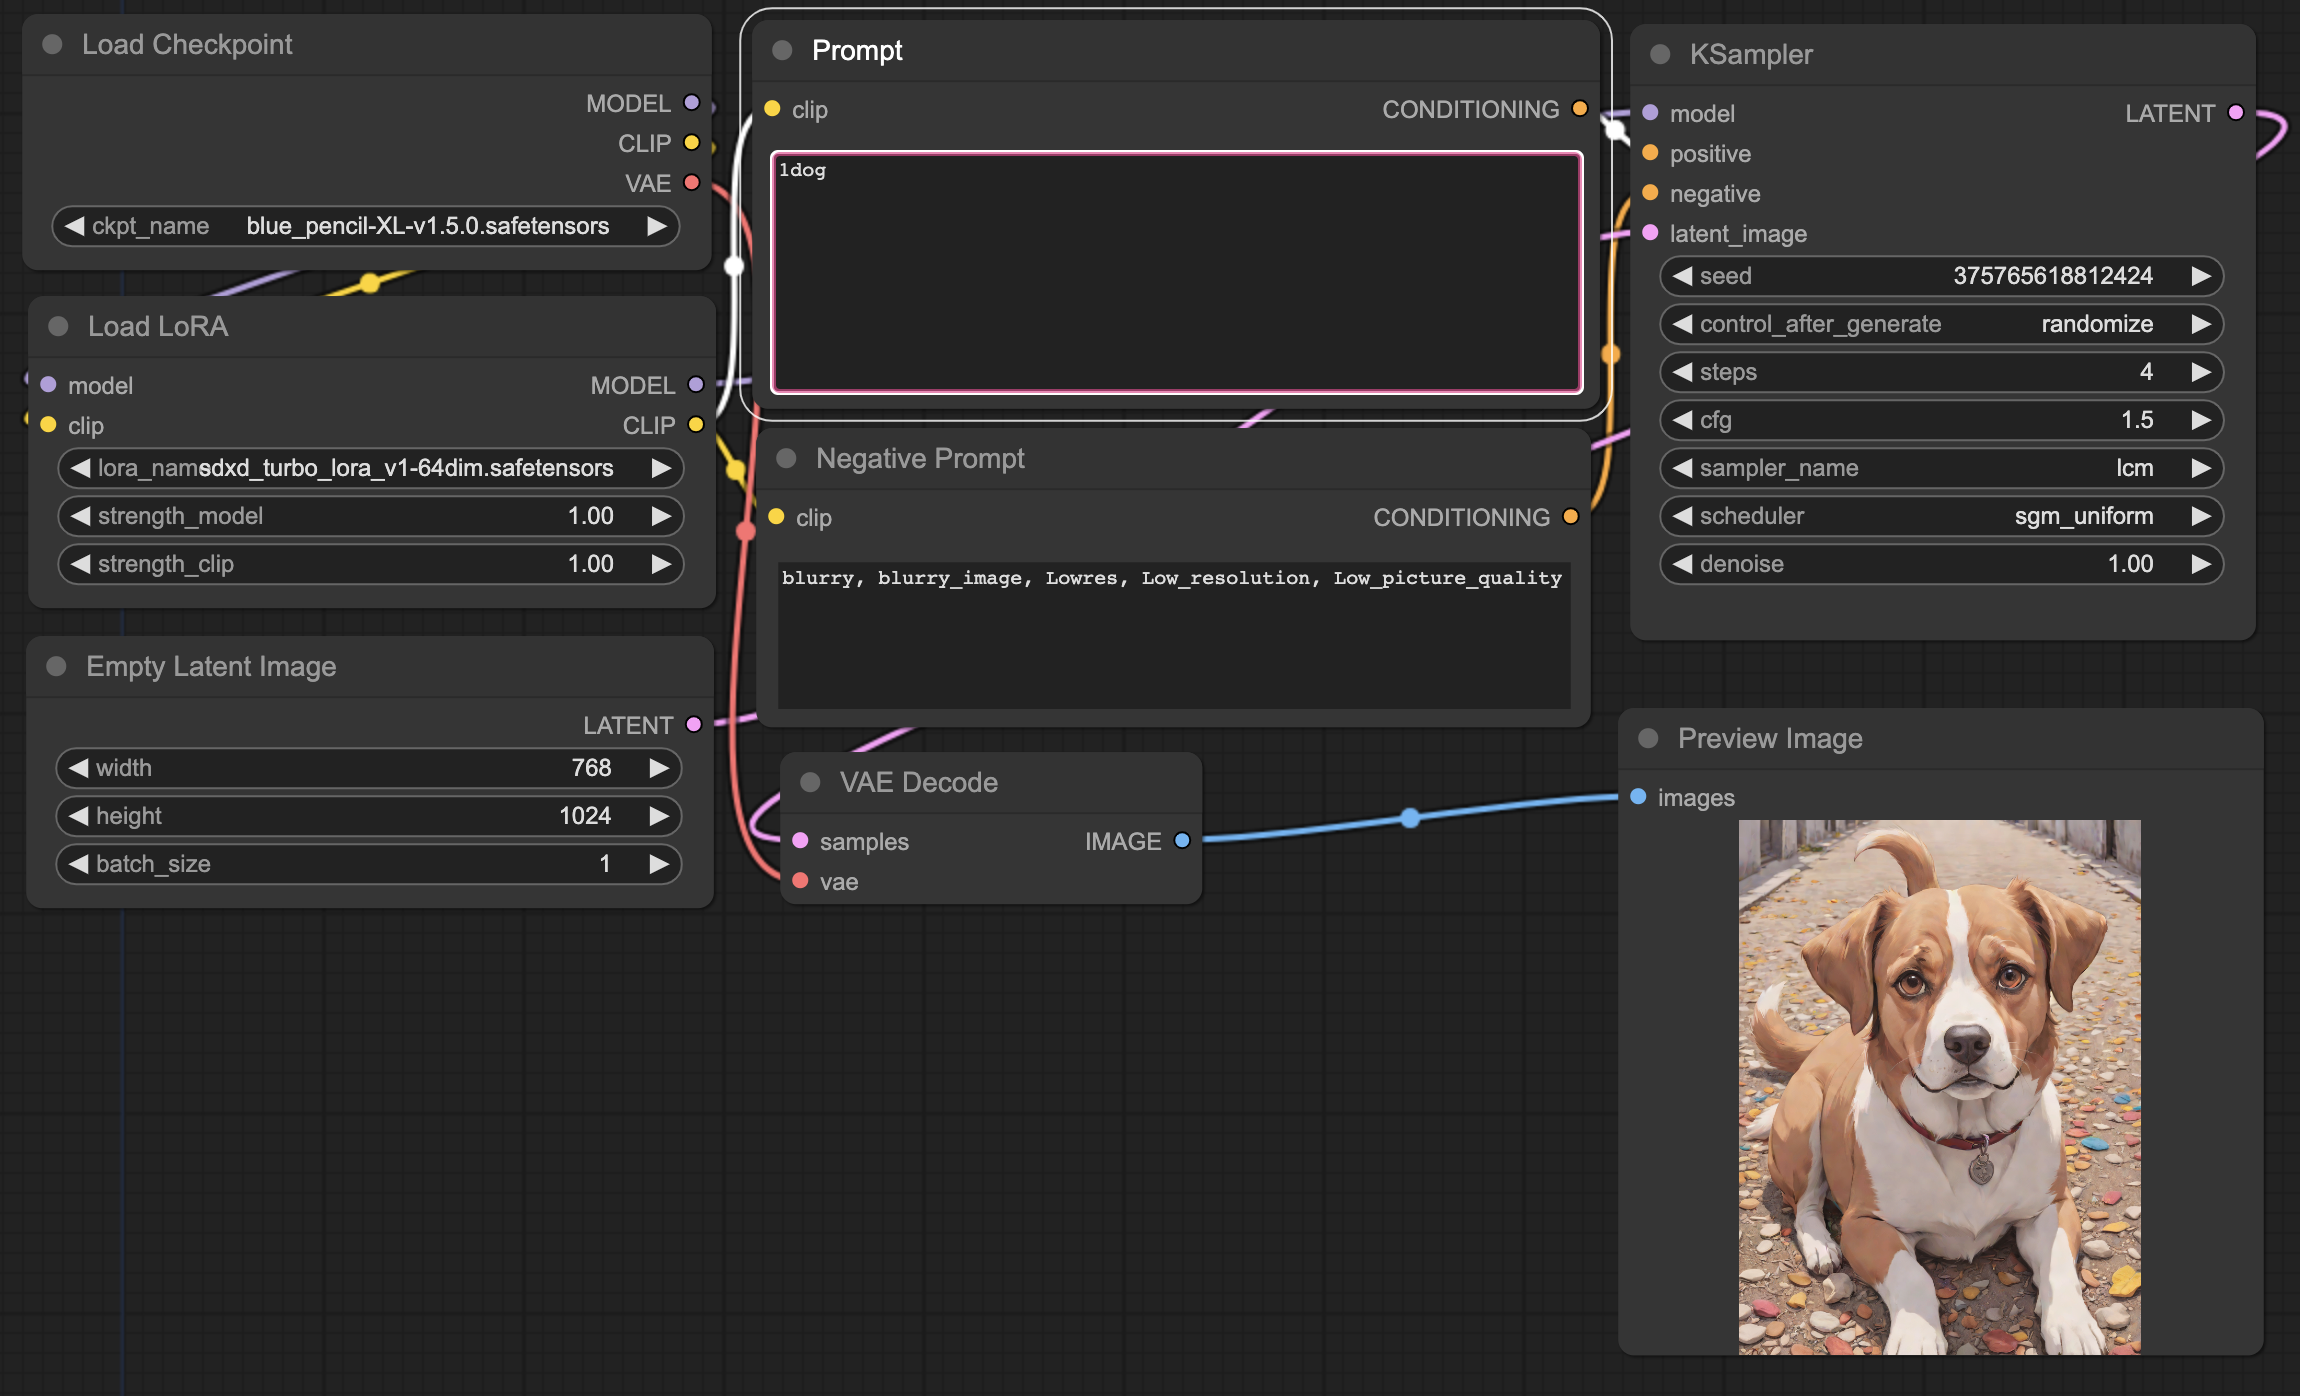 Load Checkpoint
MODEL
CLIP
VAE
ckpt_name blue_pencil-XL-v1.5.0.safetensors
Load LoRA
model MODEL
clip CLIP
lora_name sdxd_turbo_lora_v1-64dim.safetensors
strength_model 1.00
strength_clip 1.00
Empty Latent Image
LATENT
width 768
height 1024
batch_size 1
Prompt
clip CONDITIONING
1dog
Negative Prompt
clip CONDITIONING
blurry, blurry_image, Lowres, Low_resolution, Low_picture_quality
VAE Decode
samples IMAGE
vae
KSampler
model LATENT
positive
negative
latent_image
seed 375765618812424
control_after_generate randomize
steps 4
cfg 1.5
sampler_name lcm
scheduler sgm_uniform
denoise 1.00
Preview Image
images